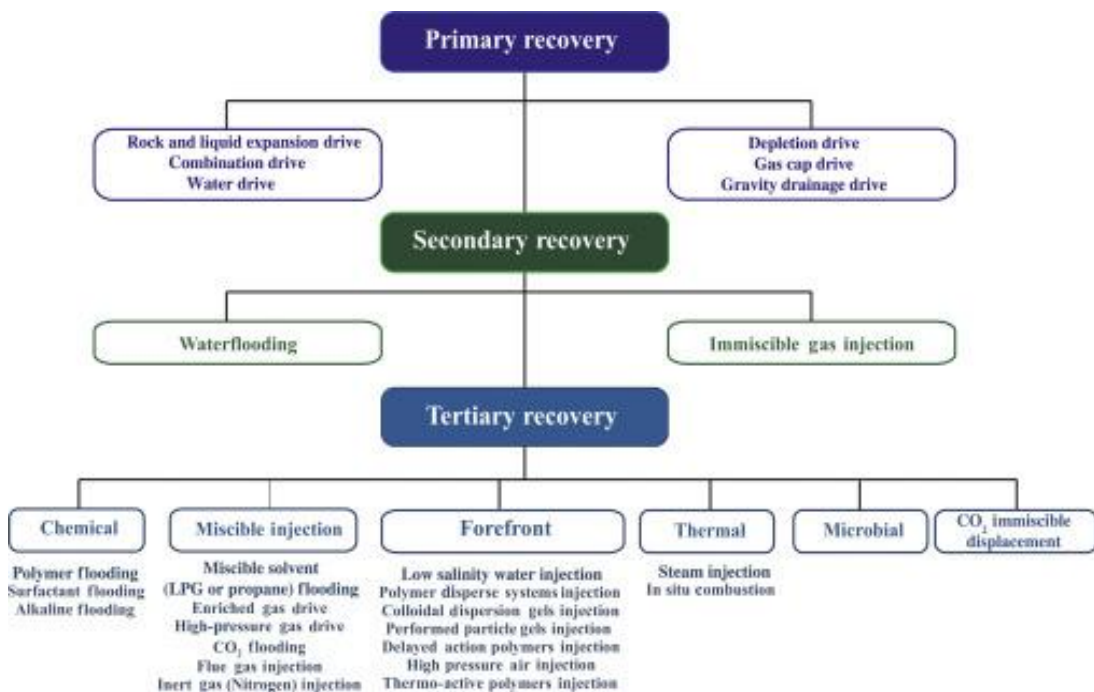 Primary recovery
Rock and liquid expansion drive
Combination drive
Water drive
Depletion drive
Gas cap drive
Gravity drainage drive
Secondary recovery
Waterflooding
Immiscible gas injection
Tertiary recovery
Chemical
Polymer flooding
Surfactant flooding
Alkaline flooding
Miscible injection
Miscible solvent
(LPG or propane) flooding
Enriched gas drive
High-pressure gas drive
CO₂ flooding
Flue gas injection
Inert gas (Nitrogen) injection
Forefront
Low salinity water injection
Polymer disperse systems injection
Colloidal dispersion gels injection
Performed particle gels injection
Delayed action polymers injection
High pressure air injection
Thermo-active polymers injection
Thermal
Steam injection
In situ combustion
Microbial
CO₂ immiscible
displacement